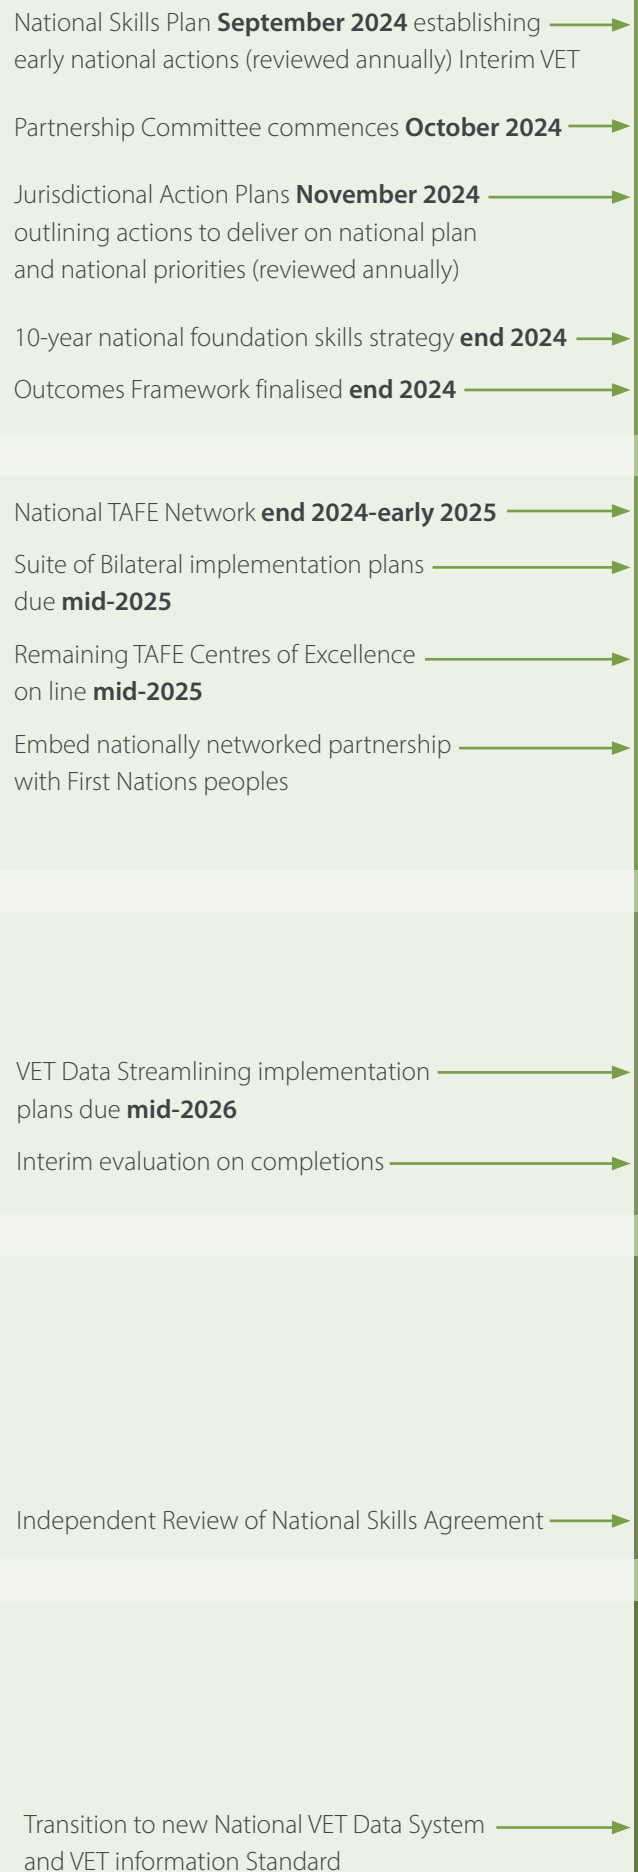 National Skills Plan September 2024 establishing
early national actions (reviewed annually) Interim VET
Partnership Committee commences October 2024
Jurisdictional Action Plans November 2024
outlining actions to deliver on national plan
and national priorities (reviewed annually)
10-year national foundation skills strategy end 2024
Outcomes Framework finalised end 2024
National TAFE Network end 2024-early 2025
Suite of Bilateral implementation plans
due mid-2025
Remaining TAFE Centres of Excellence
on line mid-2025
Embed nationally networked partnership
with First Nations peoples
VET Data Streamlining implementation
plans due mid-2026
Interim evaluation on completions
Independent Review of National Skills Agreement
Transition to new National VET Data System
and VET information Standard